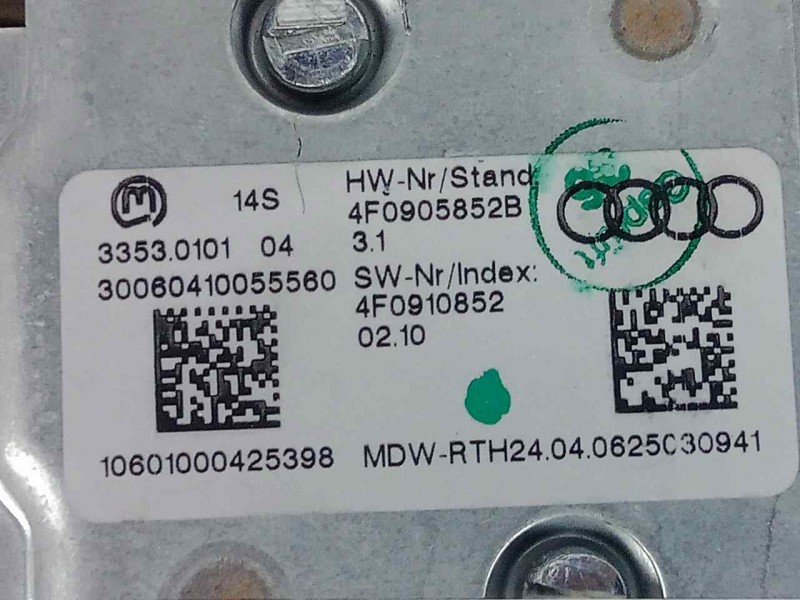 M
14S
3353.0101 04
30060410055560
HW-Nr/Stand
4F0905852B
3.1
SW-Nr/Index:
4F0910852
02.10
10601000425398
MDW-RTH24.04.0625030941